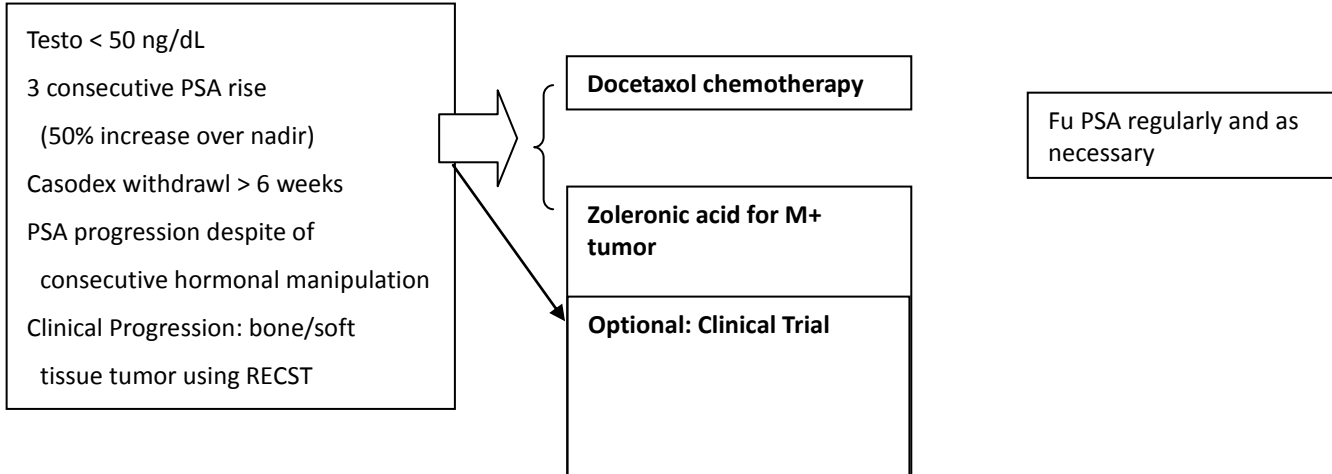 Testo < 50 ng/dL
3 consecutive PSA rise
(50% increase over nadir)
Casodex withdrawl > 6 weeks
PSA progression despite of
consecutive hormonal manipulation
Clinical Progression: bone/soft
tissue tumor using RECST
Docetaxol chemotherapy
Zoleronic acid for M+
tumor
Optional: Clinical Trial
Fu PSA regularly and as
necessary